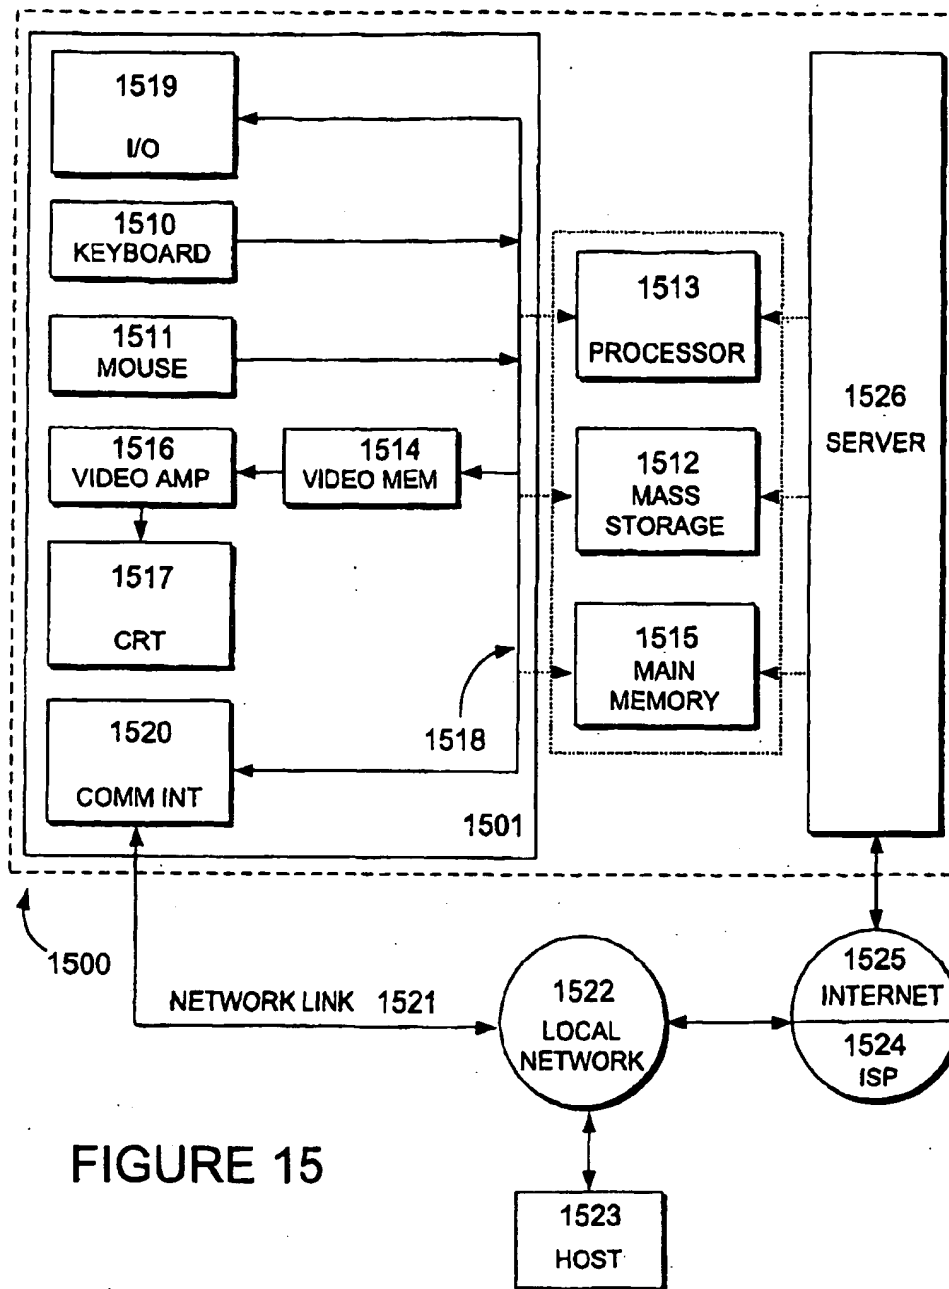 1519
I/O
1510
KEYBOARD
1511
MOUSE
1516
VIDEO AMP
1514
VIDEO MEM
1517
CRT
1520
COMM INT
1518
1501
1513
PROCESSOR
1512
MASS
STORAGE
1515
MAIN
MEMORY
1526
SERVER
1500
NETWORK LINK 1521
1522
LOCAL
NETWORK
1525
INTERNET
1524
ISP
1523
HOST
FIGURE 15